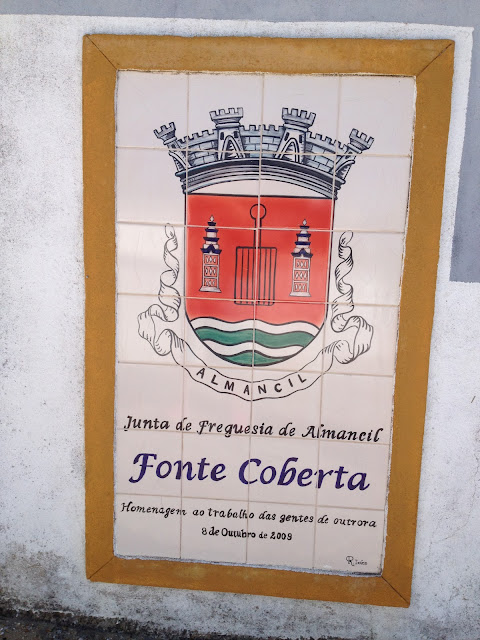 ALMANCIL
Junta de Freguesia de Almancil
Fonte Coberta
Homenagem ao trabalho das gentes de outrora
8 de Outubro de 2009